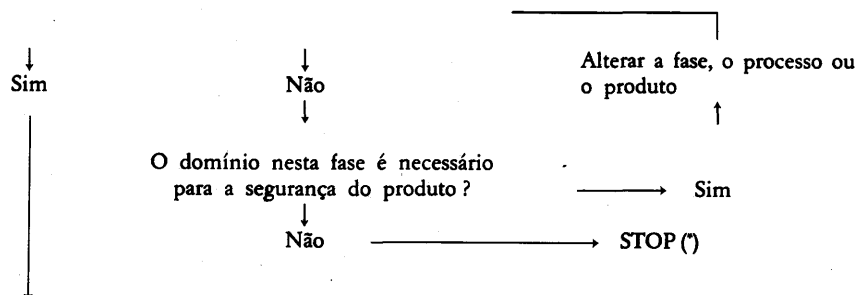 Alterar a fase, o processo ou
o produto
Sim
Não
O domínio nesta fase é necessário
para a segurança do produto ?
Sim
Não
STOP (*)